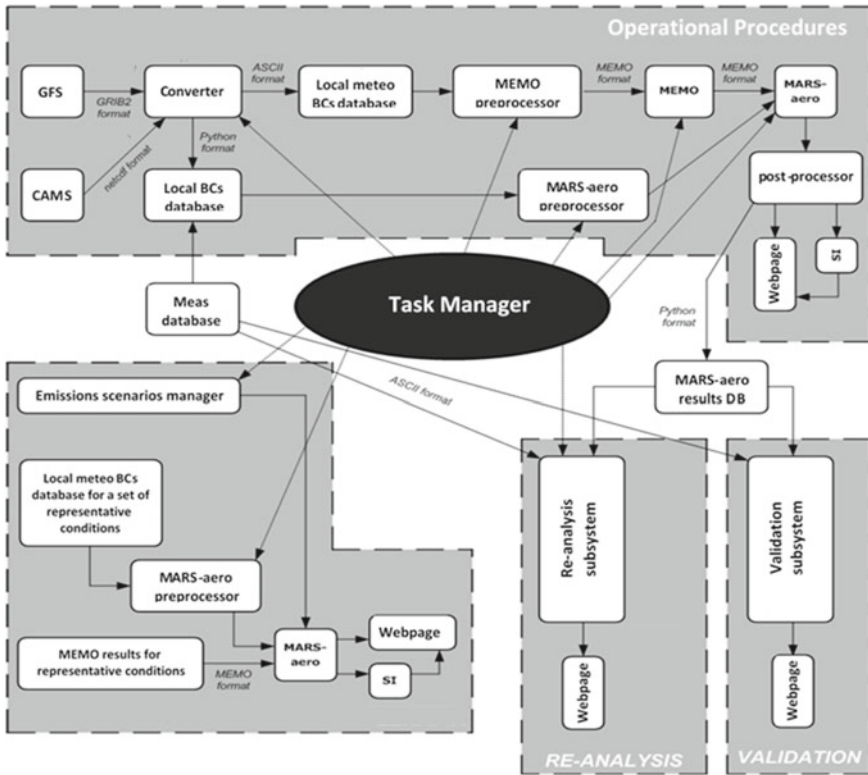 Operational Procedures
GFS
GRIB2
format
Converter
ASCII
format
Local meteo
BCs database
MEMO
preprocessor
MEMO
format
MEMO
MEMO
format
MARS-
aero
CAMS
netcdf format
Python
format
Local BCs
database
MARS-aero
preprocessor
post-processor
Webpage
SI
Meas
database
Task Manager
Python
format
MARS-aero
results DB
ASCII format
Emissions scenarios manager
Local meteo BCs
database for a set of
representative
conditions
MARS-aero
preprocessor
MEMO results for
representative conditions
MEMO
format
MARS-
aero
Webpage
SI
Re-analysis
subsystem
Webpage
RE-ANALYSIS
Validation
subsystem
Webpage
VALIDATION